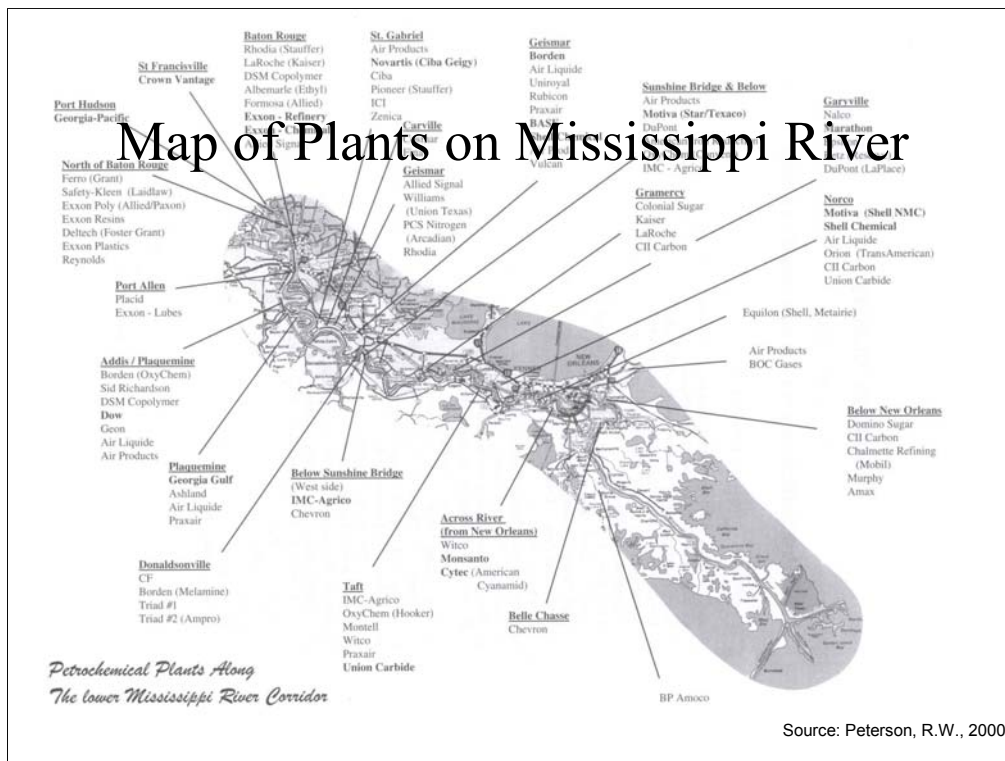 Map of Plants on Mississippi River
St Francisville
Crown Vantage
Port Hudson
Georgia-Pacific
North of Baton Rouge
Ferro (Grant)
Safety-Kleen (Laidlaw)
Exxon Poly (Allied/Paxon)
Exxon Resins
Deltech (Foster Grant)
Exxon Plastics
Reynolds
Port Allen
Placid
Exxon - Lubes
Addis / Plaquemine
Borden (OxyChem)
Sid Richardson
DSM Copolymer
Dow
Geon
Air Liquide
Air Products
Plaquemine
Georgia Gulf
Ashland
Air Liquide
Praxair
Donaldsonville
CF
Borden (Melamine)
Triad #1
Triad #2 (Ampro)
Baton Rouge
Rhodia (Stauffer)
LaRoche (Kaiser)
DSM Copolymer
Albemarle (Ethyl)
Formosa (Allied)
Exxon - Refinery
Exxon - Chemical
St. Gabriel
Air Products
Novartis (Ciba Geigy)
Ciba
Pioneer (Stauffer)
ICI
Zenica
Carville
Geismar
Allied Signal
Williams
(Union Texas)
PCS Nitrogen
(Arcadian)
Rhodia
Geismar
Borden
Air Liquide
Uniroyal
Rubicon
Praxair
BASF
Shell Chemical
Vulcan
Sunshine Bridge & Below
Air Products
Motiva (Star/Texaco)
DuPont
IMC - Agrico
Gramercy
Colonial Sugar
Kaiser
LaRoche
CII Carbon
Garyville
Nalco
Marathon
DuPont (LaPlace)
Norco
Motiva (Shell NMC)
Shell Chemical
Air Liquide
Orion (TransAmerican)
CII Carbon
Union Carbide
Equilon (Shell, Metairie)
Air Products
BOC Gases
Below New Orleans
Domino Sugar
CII Carbon
Chalmette Refining
(Mobil)
Murphy
Amax
NEW
ORLEANS
Below Sunshine Bridge
(West side)
IMC-Agrico
Chevron
Across River
(from New Orleans)
Witco
Monsanto
Cytec (American
Cyanamid)
Taft
IMC-Agrico
OxyChem (Hooker)
Montell
Witco
Praxair
Union Carbide
Belle Chasse
Chevron
BP Amoco
Petrochemical Plants Along
The lower Mississippi River Corridor
Source: Peterson, R.W., 2000